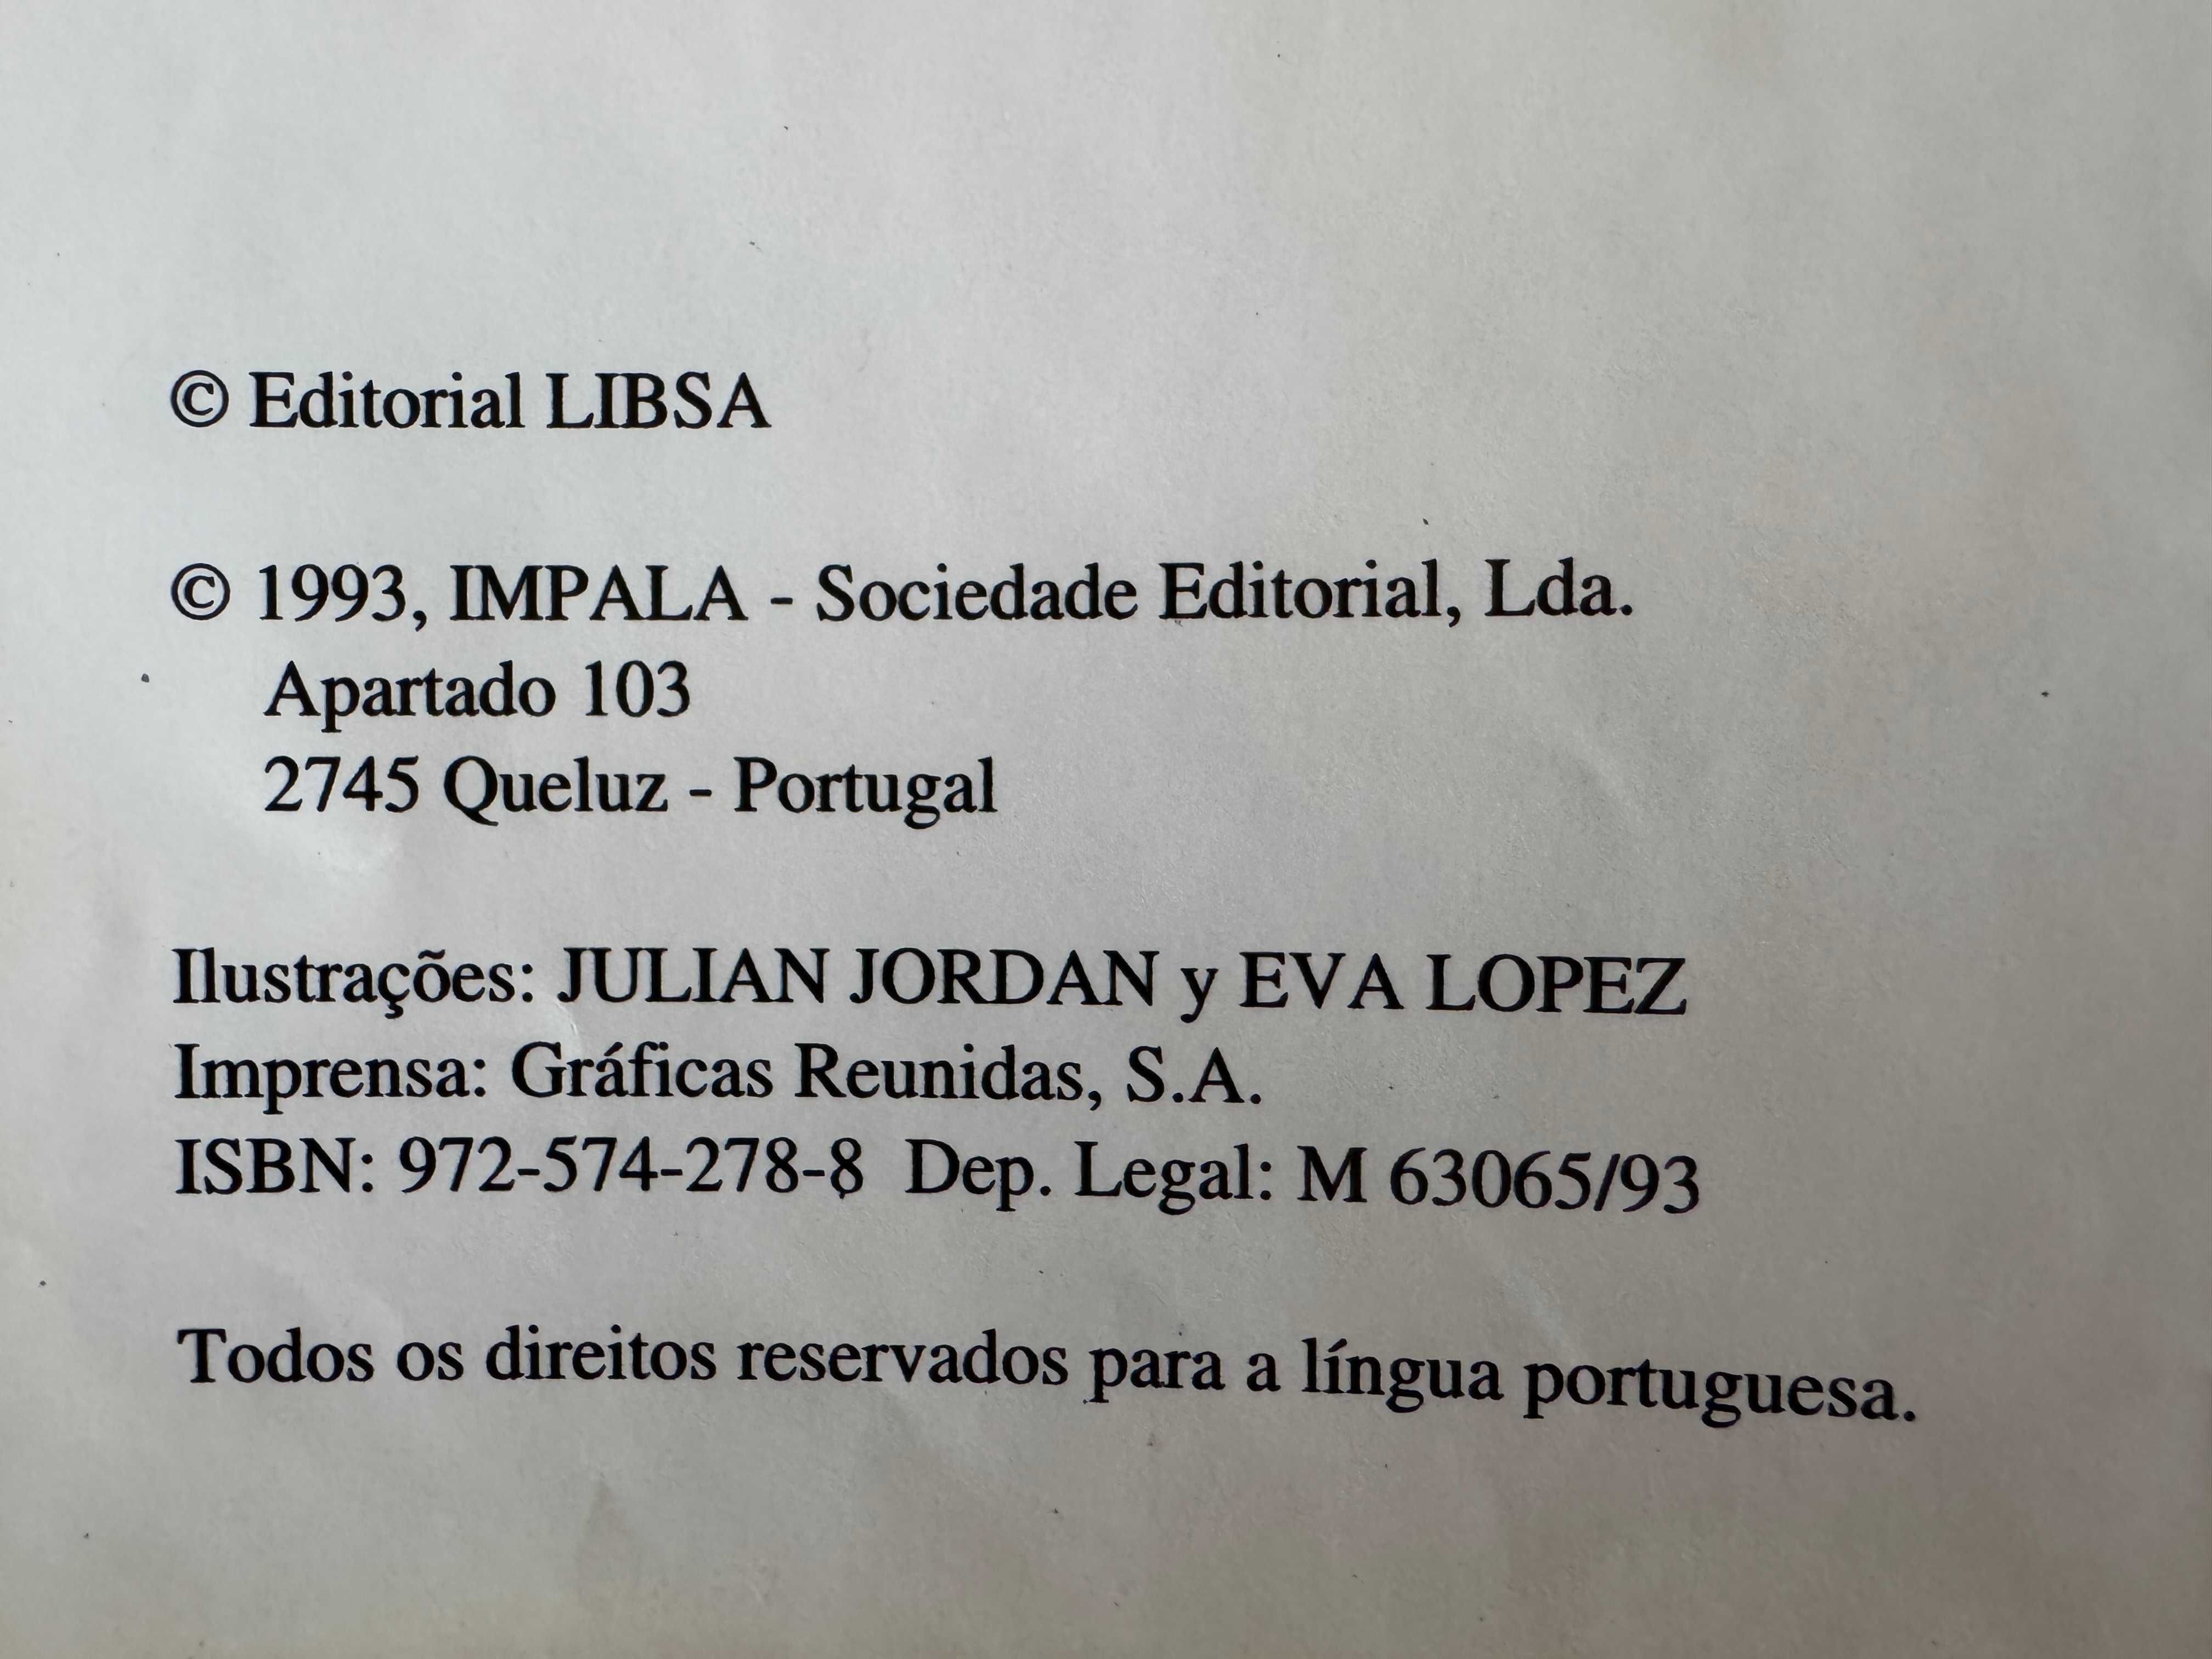 © Editorial LIBSA
© 1993, IMPALA - Sociedade Editorial, Lda.
Apartado 103
2745 Queluz - Portugal
Ilustrações: JULIAN JORDAN y EVA LOPEZ
Imprensa: Gráficas Reunidas, S.A.
ISBN: 972-574-278-8 Dep. Legal: M 63065/93
Todos os direitos reservados para a língua portuguesa.